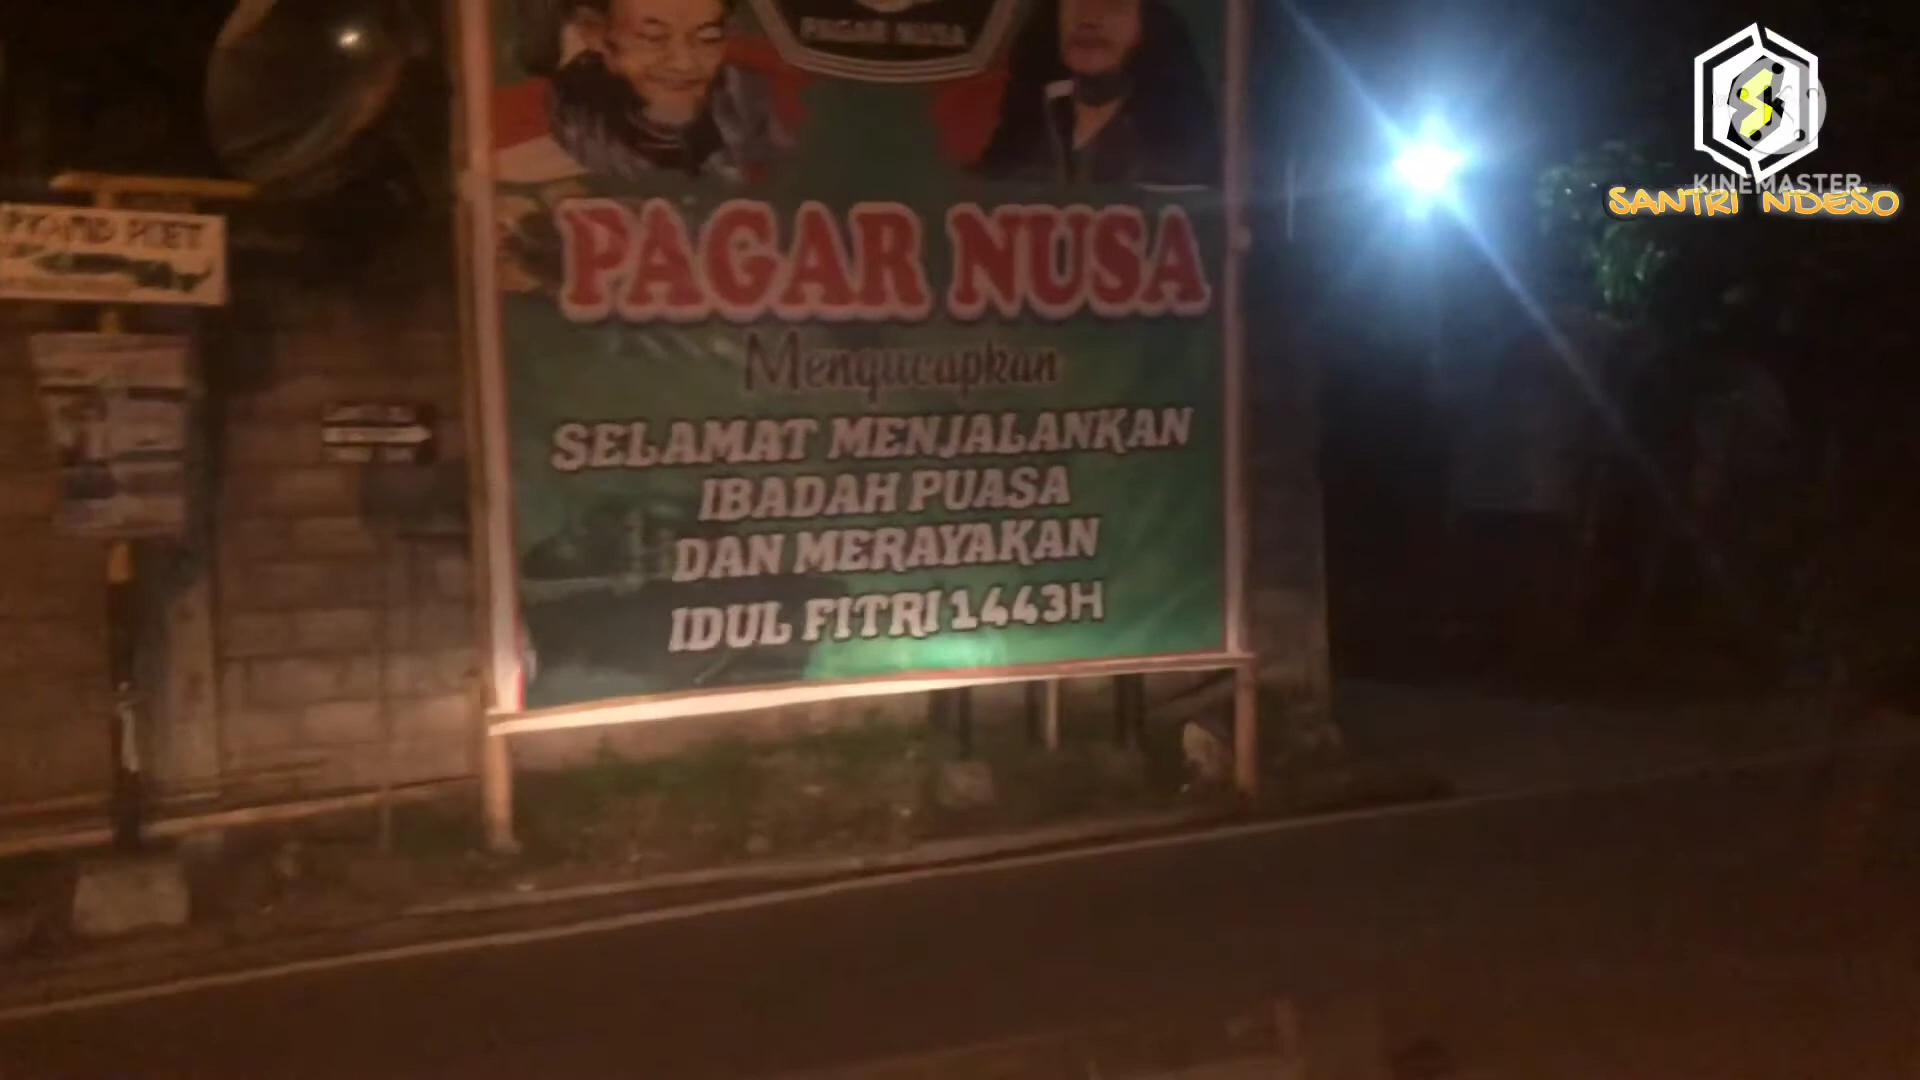 PAGAR NUSA
KINEMASTER
SANTRI NDESO
PAGAR NUSA
Mengucapkan
SELAMAT MENJALANKAN
IBADAH PUASA
DAN MERAYAKAN
IDUL FITRI 1443H